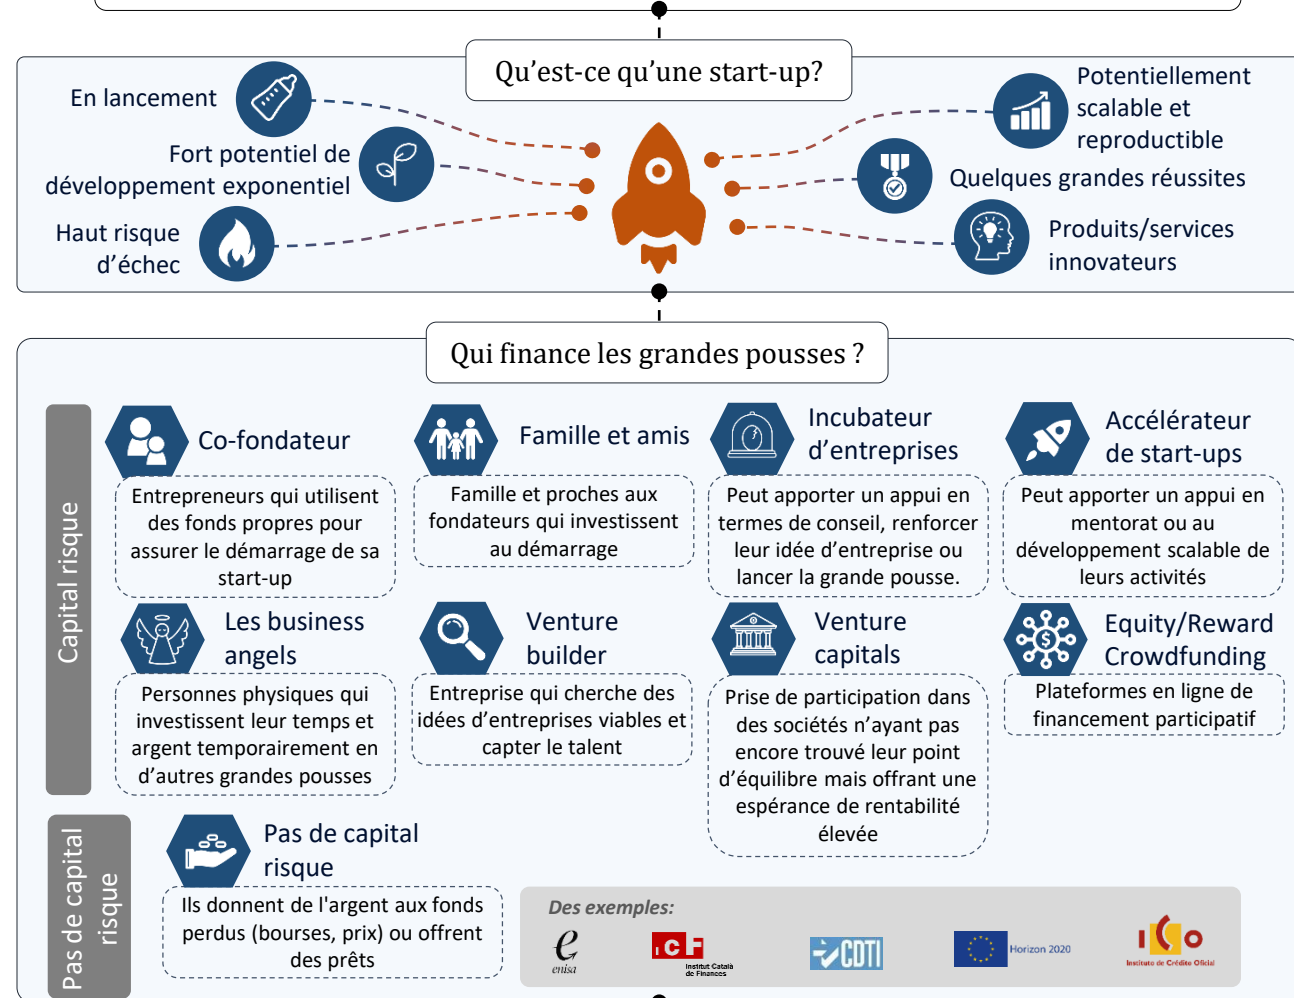 Qu’est-ce qu’une start-up?
En lancement
Fort potentiel de
développement exponentiel
Haut risque
d’échec
Potentiellement
scalable et
reproductible
Quelques grandes réussites
Produits/services
innovateurs
Qui finance les grandes pousses ?
Capital risque
Co-fondateur
Entrepreneurs qui utilisent
des fonds propres pour
assurer le démarrage de sa
start-up
Famille et amis
Famille et proches aux
fondateurs qui investissent
au démarrage
Incubateur
d’entreprises
Peut apporter un appui en
termes de conseil, renforcer
leur idée d’entreprise ou
lancer la grande pousse.
Accélérateur
de start-ups
Peut apporter un appui en
mentorat ou au
développement scalable de
leurs activités
Les business
angels
Personnes physiques qui
investissent leur temps et
argent temporairement en
d’autres grandes pousses
Venture
builder
Entreprise qui cherche des
idées d’entreprises viables et
capter le talent
Venture
capitals
Prise de participation dans
des sociétés n’ayant pas
encore trouvé leur point
d’équilibre mais offrant une
espérance de rentabilité
élevée
Equity/Reward
Crowdfunding
Plateformes en ligne de
financement participatif
Pas de capital
risque
Pas de capital
risque
Ils donnent de l'argent aux fonds
perdus (bourses, prix) ou offrent
des prêts
Des exemples:
e
enisa
ICF
Institut Català
de Finances
CDTI
Horizon 2020
ICO
Instituto de Crédito Oficial